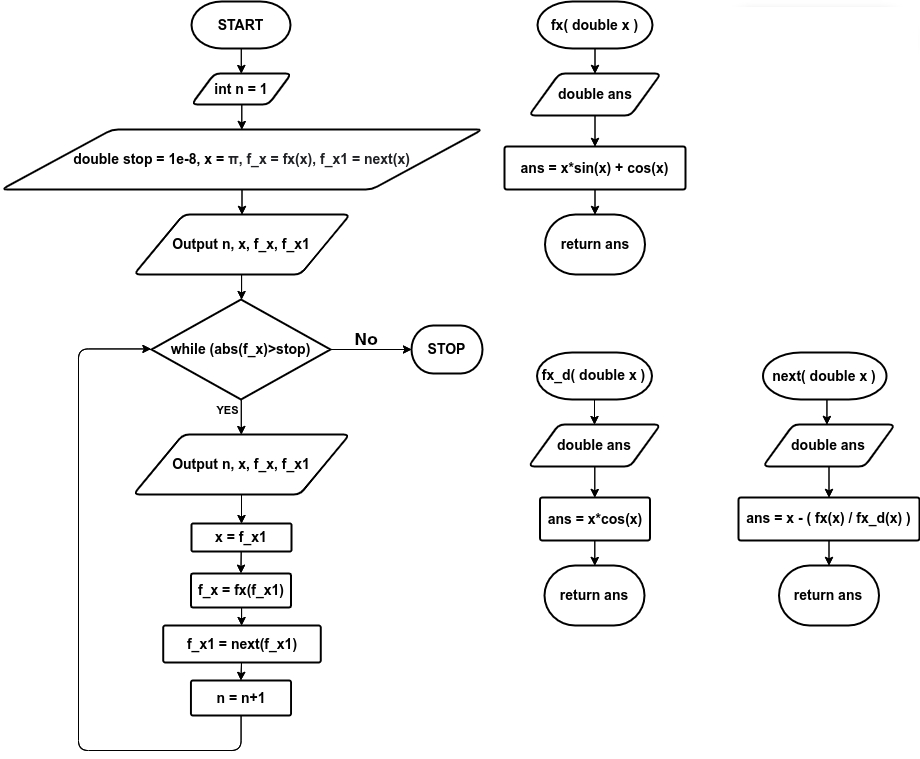 START
int n = 1
double stop = 1e-8, x = π, f_x = fx(x), f_x1 = next(x)
Output n, x, f_x, f_x1
while (abs(f_x)>stop)
No
STOP
YES
Output n, x, f_x, f_x1
x = f_x1
f_x = fx(f_x1)
f_x1 = next(f_x1)
n = n+1
fx( double x )
double ans
ans = x*sin(x) + cos(x)
return ans
fx_d( double x )
double ans
ans = x*cos(x)
return ans
next( double x )
double ans
ans = x - ( fx(x) / fx_d(x) )
return ans